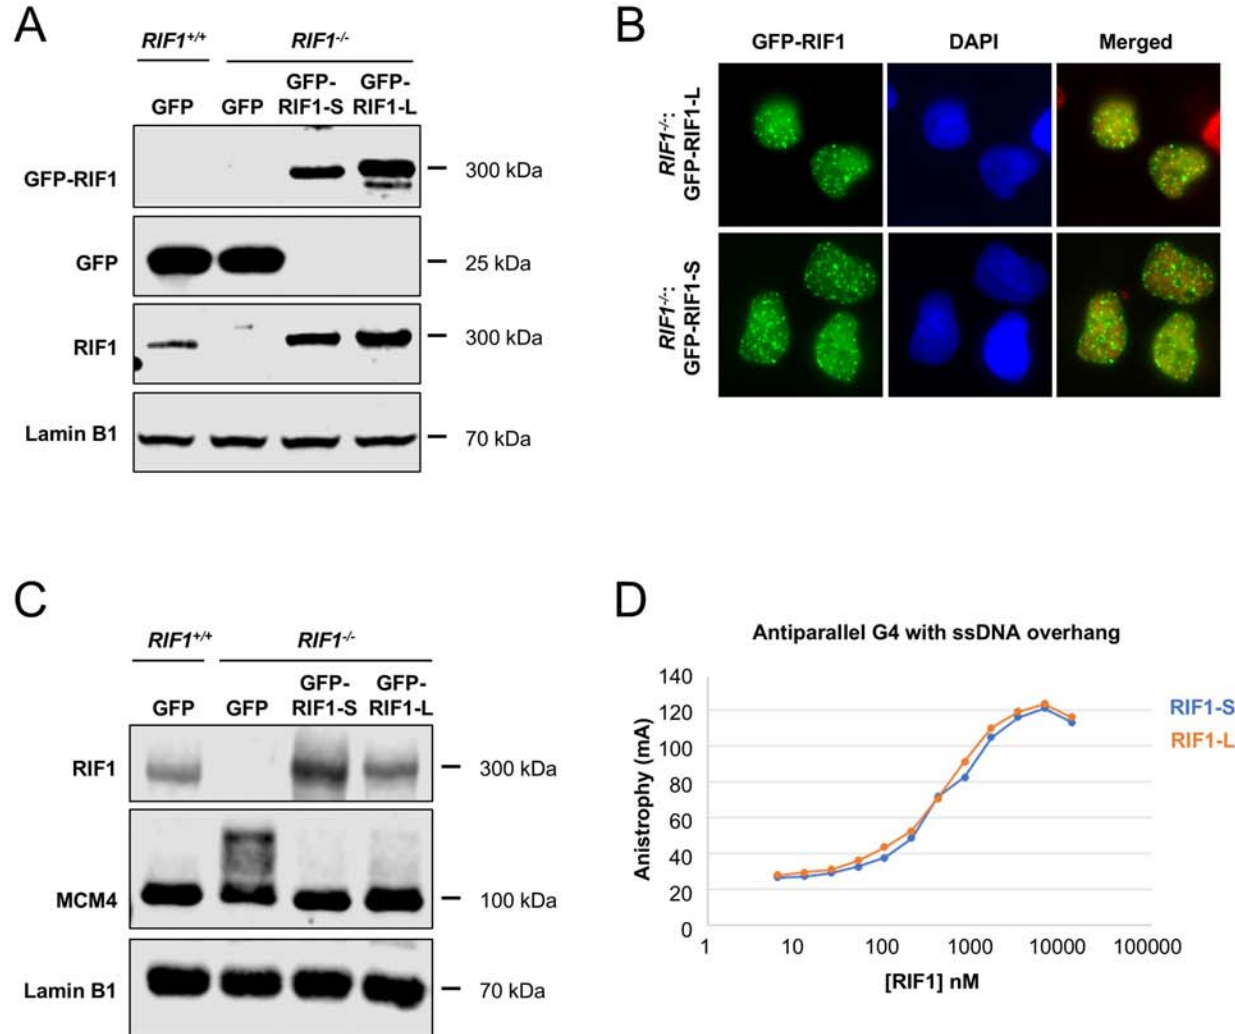 A
RIF1+/+ RIF1-/-
GFP GFP GFP-RIF1-S GFP-RIF1-L
GFP-RIF1 300 kDa
GFP 25 kDa
RIF1 300 kDa
Lamin B1 70 kDa
B
GFP-RIF1 DAPI Merged
RIF1-/-:
GFP-RIF1-L
RIF1-/-:
GFP-RIF1-S
C
RIF1+/+ RIF1-/-
GFP GFP GFP-RIF1-S GFP-RIF1-L
RIF1 300 kDa
MCM4 100 kDa
Lamin B1 70 kDa
D
Antiparallel G4 with ssDNA overhang
Anistrophy (mA)
140
120
100
80
60
40
20
0
1 10 100 1000 10000 100000
[RIF1] nM
RIF1-S
RIF1-L